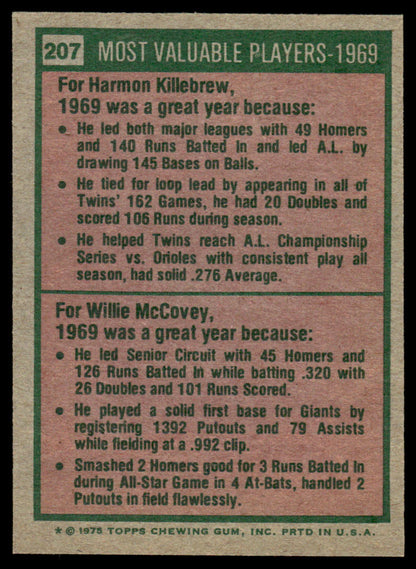 207 MOST VALUABLE PLAYERS-1969
For Harmon Killebrew,
1969 was a great year because:
• He led both major leagues with 49 Homers
and 140 Runs Batted In and led A.L. by
drawing 145 Bases on Balls.
• He tied for loop lead by appearing in all of
Twins' 162 Games, he had 20 Doubles and
scored 106 Runs during season.
• He helped Twins reach A.L. Championship
Series vs. Orioles with consistent play all
season, had solid .276 Average.
For Willie McCovey,
1969 was a great year because:
• He led Senior Circuit with 45 Homers and
126 Runs Batted In while batting .320 with
26 Doubles and 101 Runs Scored.
• He played a solid first base for Giants by
registering 1392 Putouts and 79 Assists
while fielding at a .992 clip.
• Smashed 2 Homers good for 3 Runs Batted In
during All-Star Game in 4 At-Bats, handled 2
Putouts in field flawlessly.
* © 1975 TOPPS CHEWING GUM, INC. PRTD IN U.S.A.